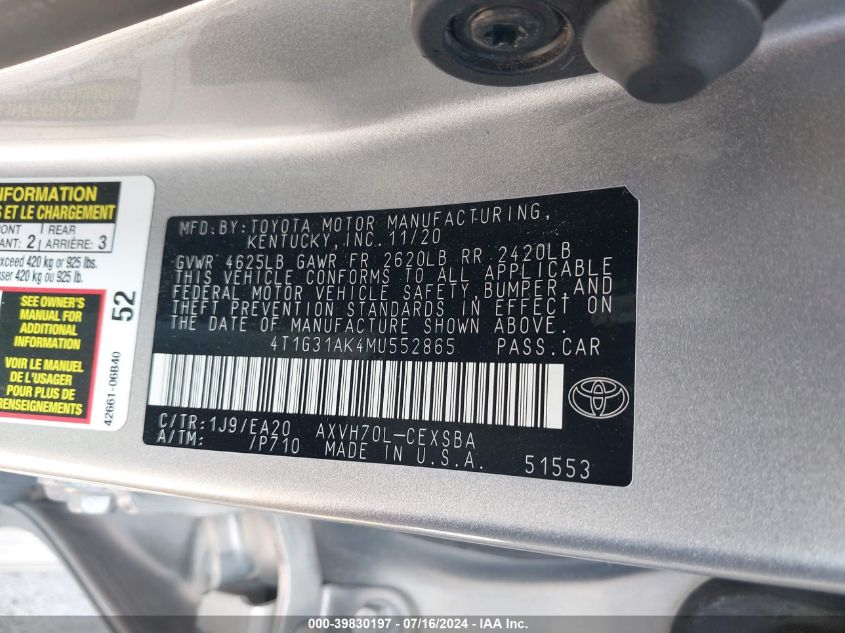 INFORMATION
S ET LE CHARGEMENT
ONT 2 REAR 3
ANT: ARRIÈRE:
exceed 420 kg or 925 lbs.
sser 420 kg ou 925 lb.
SEE OWNER'S
MANUAL FOR
ADDITIONAL
INFORMATION
VOIR LE MANUEL
DE L'USAGER
POUR PLUS DE
RENSEIGNEMENTS
52
42661-06B40
MFD. BY: TOYOTA MOTOR MANUFACTURING,
KENTUCKY, INC. 11/20
GVWR 4625LB GAWR FR 2620LB RR 2420LB
THIS VEHICLE CONFORMS TO ALL APPLICABLE
FEDERAL MOTOR VEHICLE SAFETY, BUMPER, AND
THEFT PREVENTION STANDARDS IN EFFECT ON
THE DATE OF MANUFACTURE SHOWN ABOVE.
4T1G31AK4MU552865 PASS.CAR
C/TR: 1J9/EA20 AXVH70L-CEXSBA
A/TM: 7P710 MADE IN U.S.A. 51553
000-39830197 - 07/16/2024 - IAA Inc.